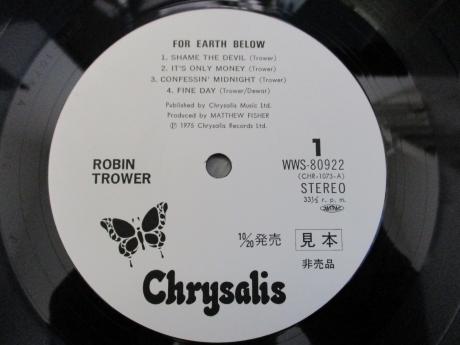 FOR EARTH BELOW
1. SHAME THE DEVIL (Trower)
2. IT'S ONLY MONEY (Trower)
3. CONFESSIN' MIDNIGHT (Trower)
4. FINE DAY (Trower/Dewar)
Published by Chrysalis Music Ltd.
Produced by MATTHEW FISHER
Ⓟ 1975 Chrysalis Records Ltd.
ROBIN
TROWER
1
WWS-80922
(CHR-1073-A)
STEREO
33⅓ r. p. m.
10/20発売
見本
非売品
Chrysalis